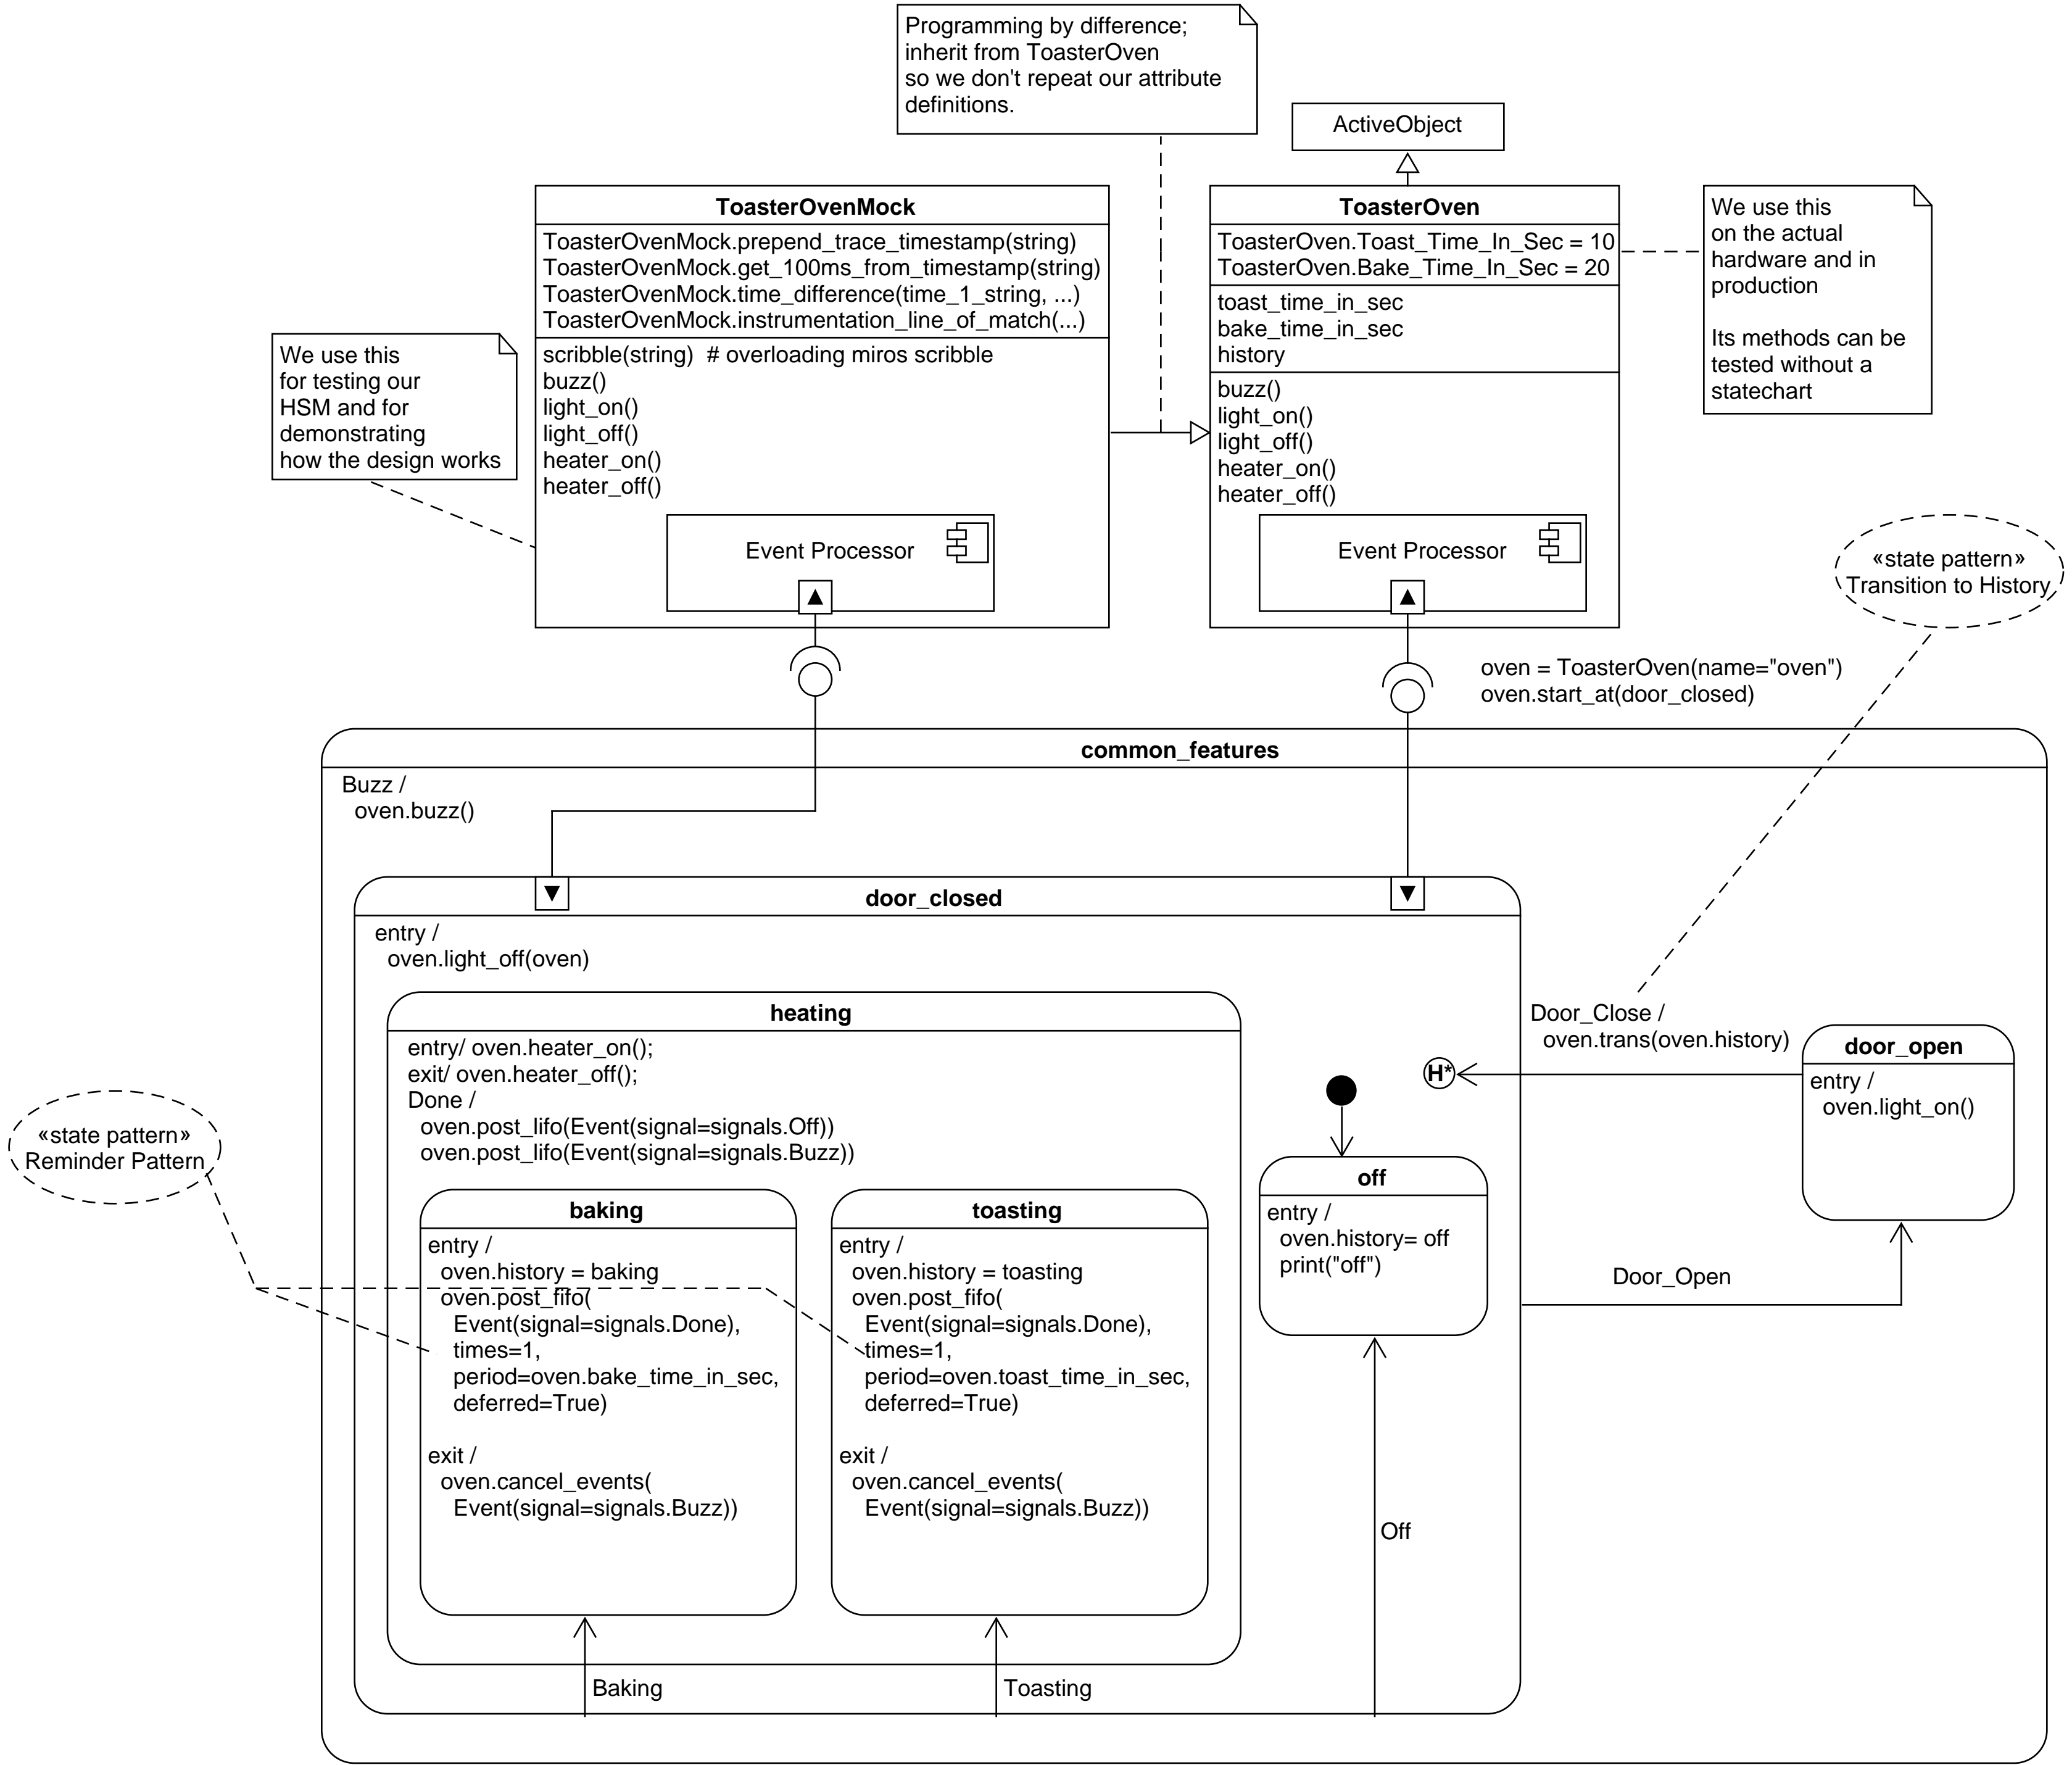 Programming by difference;
inherit from ToasterOven
so we don't repeat our attribute
definitions.
ActiveObject
ToasterOvenMock
ToasterOvenMock.prepend_trace_timestamp(string)
ToasterOvenMock.get_100ms_from_timestamp(string)
ToasterOvenMock.time_difference(time_1_string, ...)
ToasterOvenMock.instrumentation_line_of_match(...)
scribble(string)  # overloading miros scribble
buzz()
light_on()
light_off()
heater_on()
heater_off()
Event Processor
ToasterOven
ToasterOven.Toast_Time_In_Sec = 10
ToasterOven.Bake_Time_In_Sec = 20
toast_time_in_sec
bake_time_in_sec
history
buzz()
light_on()
light_off()
heater_on()
heater_off()
Event Processor
We use this
on the actual
hardware and in
production
Its methods can be
tested without a
statechart
We use this
for testing our
HSM and for
demonstrating
how the design works
«state pattern»
Transition to History
oven = ToasterOven(name="oven")
oven.start_at(door_closed)
common_features
Buzz /
oven.buzz()
door_closed
entry /
oven.light_off(oven)
heating
entry/ oven.heater_on();
exit/ oven.heater_off();
Done /
oven.post_lifo(Event(signal=signals.Off))
oven.post_lifo(Event(signal=signals.Buzz))
Door_Close /
oven.trans(oven.history)
H*
door_open
entry /
oven.light_on()
«state pattern»
Reminder Pattern
baking
entry /
oven.history = baking
oven.post_fifo(
Event(signal=signals.Done),
times=1,
period=oven.bake_time_in_sec,
deferred=True)
exit /
oven.cancel_events(
Event(signal=signals.Buzz))
toasting
entry /
oven.history = toasting
oven.post_fifo(
Event(signal=signals.Done),
times=1,
period=oven.toast_time_in_sec,
deferred=True)
exit /
oven.cancel_events(
Event(signal=signals.Buzz))
off
entry /
oven.history= off
print("off")
Door_Open
Off
Baking
Toasting